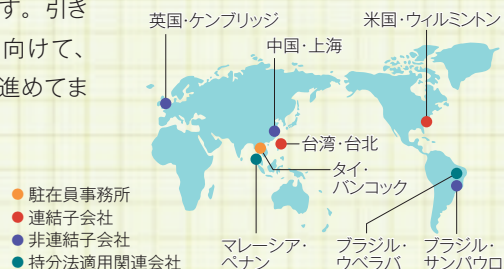 す。引き
向けて、
進めてま
英国・ケンブリッジ
米国・ウィルミントン
中国・上海
台湾・台北
タイ・
バンコック
駐在員事務所
連結子会社
非連結子会社
持分法適用関連会社
マレーシア・
ペナン
ブラジル・
ウベラバ
ブラジル・
サンパウロ